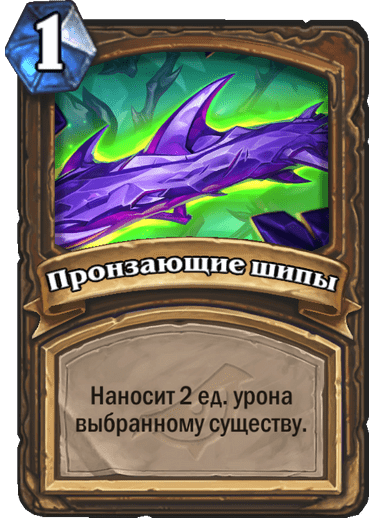 1
Пронзающие шипы
Наносит 2 ед. урона
выбранному существу.